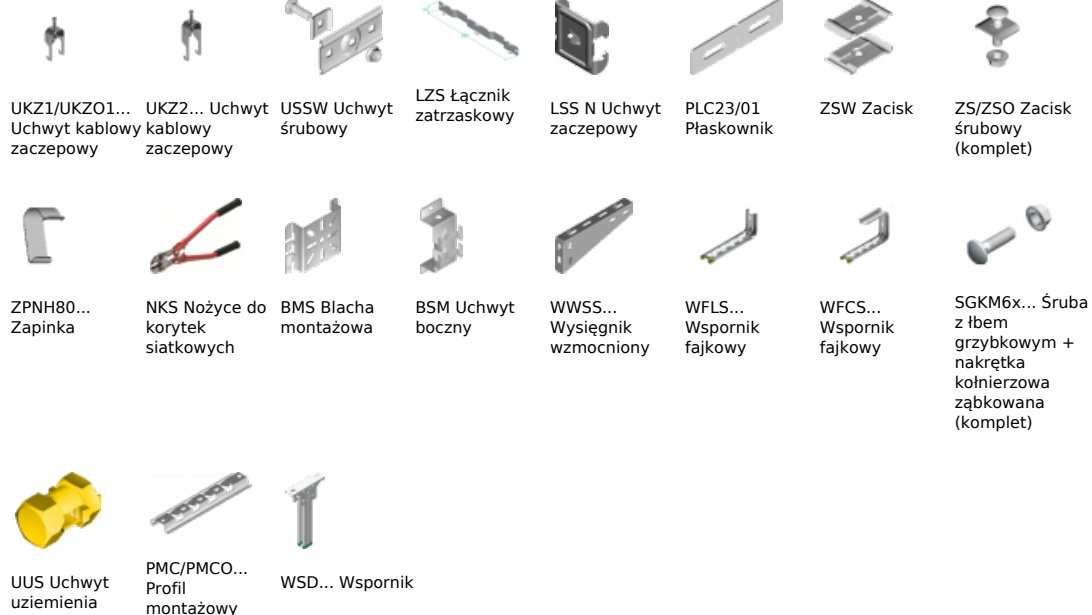 UKZ1/UKZO1...
Uchwyt kablowy
zaczepowy
UKZ2... Uchwyt
kablowy
zaczepowy
USSW Uchwyt
śrubowy
LZS Łącznik
zatrzaskowy
LSS N Uchwyt
zaczepowy
PLC23/01
Płaskownik
ZSW Zacisk
ZS/ZSO Zacisk
śrubowy
(komplet)
ZPNH80...
Zapinka
NKS Nożyce do
korytek
siatkowych
BMS Blacha
montażowa
BSM Uchwyt
boczny
WWSS...
Wysięgnik
wzmocniony
WFLS...
Wspornik
fajkowy
WFCS...
Wspornik
fajkowy
SGKM6x... Śruba
z łbem
grzybkowym +
nakrętka
kołnierzowa
ząbkowana
(komplet)
UUS Uchwyt
uziemienia
PMC/PMCO...
Profil
montażowy
WSD... Wspornik